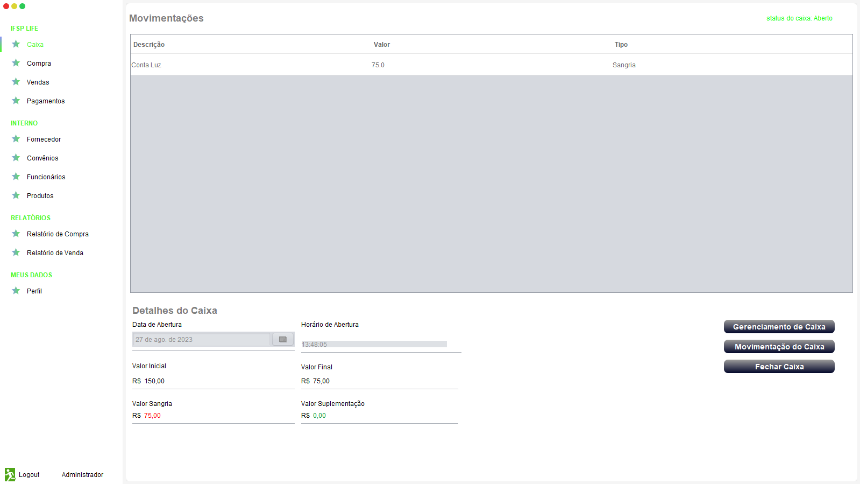 IFSP LBE
Caixa
Compra
Vendas
Pagamentos
INTERNO
Fornecedor
Convênios
Funcionários
Produtos
RELATÓRIOS
Relatório de Compra
Relatório de Venda
MEUS DADOS
Perfil
Logout Administrador
Movimentações
status do caixa: Aberto
Descrição Valor Tipo
Conta Luz 75.0 Sangria
Detalhes do Caixa
Data de Abertura Horário de Abertura
27 de ago. de 2023 13:48:05
Valor Inicial Valor Final
R$ 150,00 R$ 75,00
Valor Sangria Valor Suplementação
R$ 75,00 R$ 0,00
Gerenciamento de Caixa
Movimentação do Caixa
Fechar Caixa